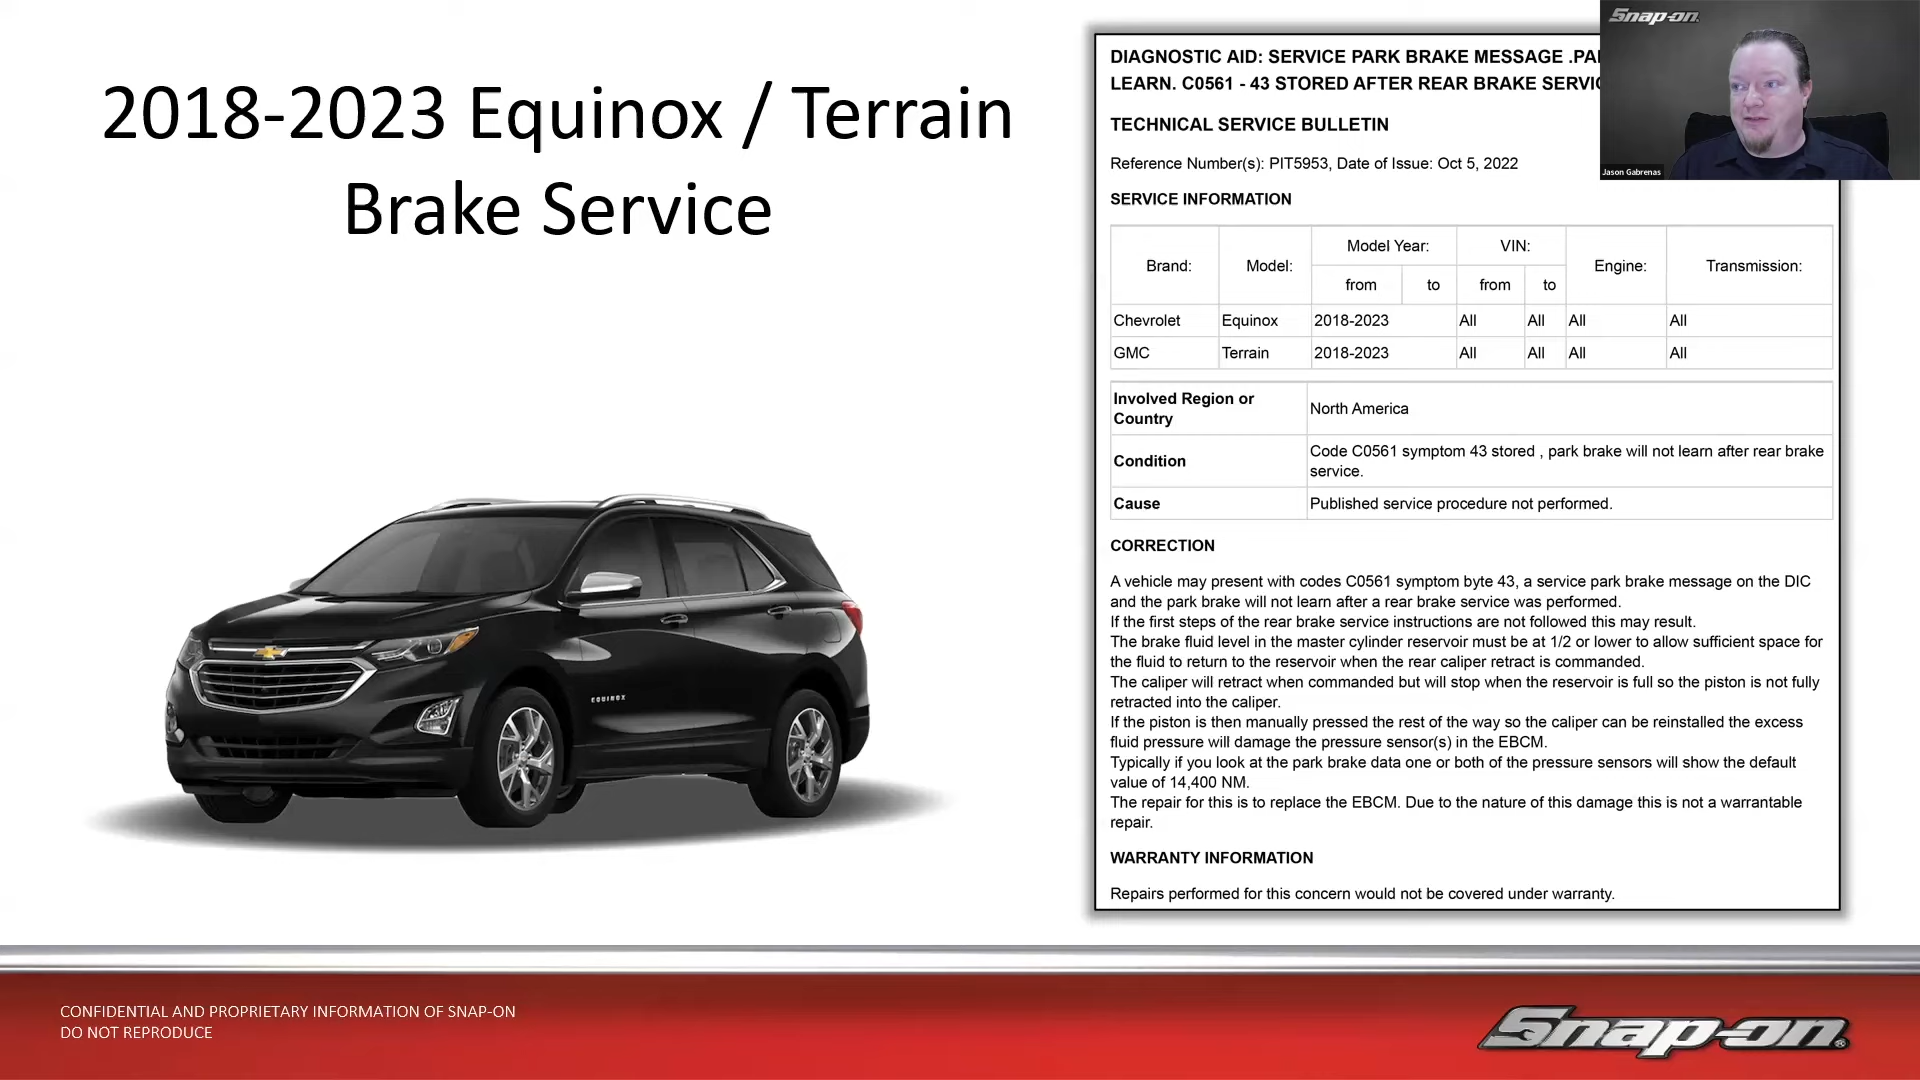 2018-2023 Equinox / Terrain
Brake Service
DIAGNOSTIC AID: SERVICE PARK BRAKE MESSAGE
LEARN. C0561 - 43 STORED AFTER REAR BRAKE
TECHNICAL SERVICE BULLETIN
Reference Number(s): PIT5953, Date of Issue: Oct 5, 2022
SERVICE INFORMATION
Brand: Model: Model Year: VIN: Engine: Transmission:
from to from to
Chevrolet Equinox 2018-2023 All All All All
GMC Terrain 2018-2023 All All All All
Involved Region or
Country
North America
Condition
Code C0561 symptom 43 stored , park brake will not learn after rear brake
service.
Cause
Published service procedure not performed.
CORRECTION
A vehicle may present with codes C0561 symptom byte 43, a service park brake message on the DIC
and the park brake will not learn after a rear brake service was performed.
If the first steps of the rear brake service instructions are not followed this may result.
The brake fluid level in the master cylinder reservoir must be at 1/2 or lower to allow sufficient space for
the fluid to return to the reservoir when the rear caliper retract is commanded.
The caliper will retract when commanded but will stop when the reservoir is full so the piston is not fully
retracted into the caliper.
If the piston is then manually pressed the rest of the way so the caliper can be reinstalled the excess
fluid pressure will damage the pressure sensor(s) in the EBCM.
Typically if you look at the park brake data one or both of the pressure sensors will show the default
value of 14,400 NM.
The repair for this is to replace the EBCM. Due to the nature of this damage this is not a warrantable
repair.
WARRANTY INFORMATION
Repairs performed for this concern would not be covered under warranty.
Snap-on
Jason Gabrenas
EQUINOX
CONFIDENTIAL AND PROPRIETARY INFORMATION OF SNAP-ON
DO NOT REPRODUCE
Snap-on®